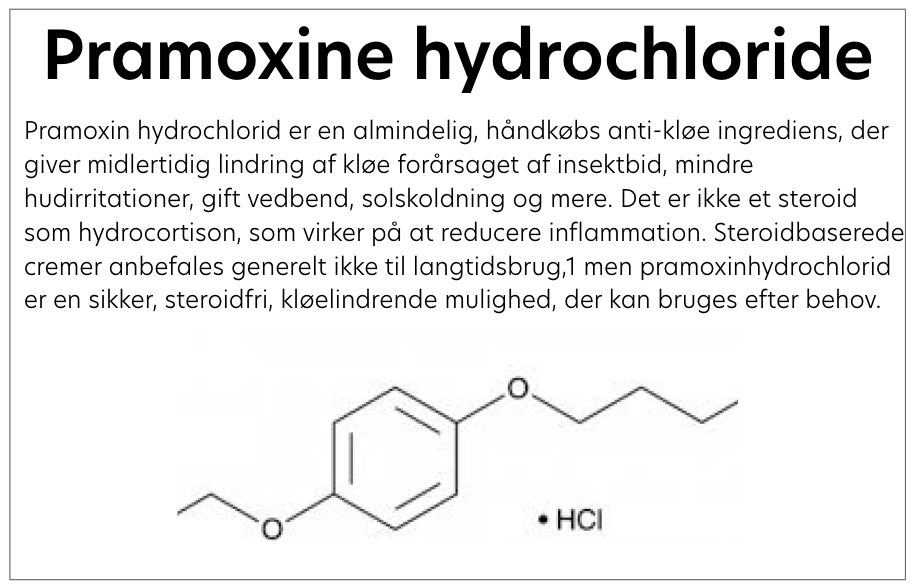 Pramoxine hydrochloride
Pramoxin hydrochlorid er en almindelig, håndkøbs anti-kløe ingrediens, der
giver midlertidig lindring af kløe forårsaget af insektbid, mindre
hudirritationer, gift vedbend, solskoldning og mere. Det er ikke et steroid
som hydrocortison, som virker på at reducere inflammation. Steroidbaserede
cremer anbefales generelt ikke til langtidsbrug,1 men pramoxinhydrochlorid
er en sikker, steroidfri, kløelindrende mulighed, der kan bruges efter behov.
O
O
• HCl